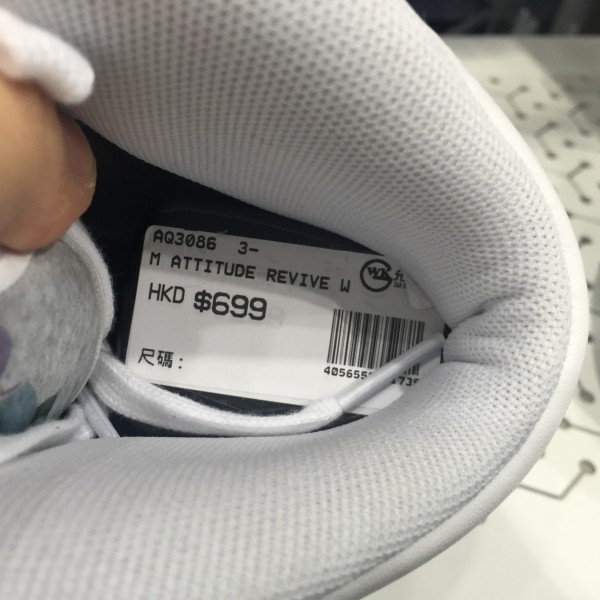 AQ3086 3-
M ATTITUDE REVIVE W
HKD $699
尺碼：